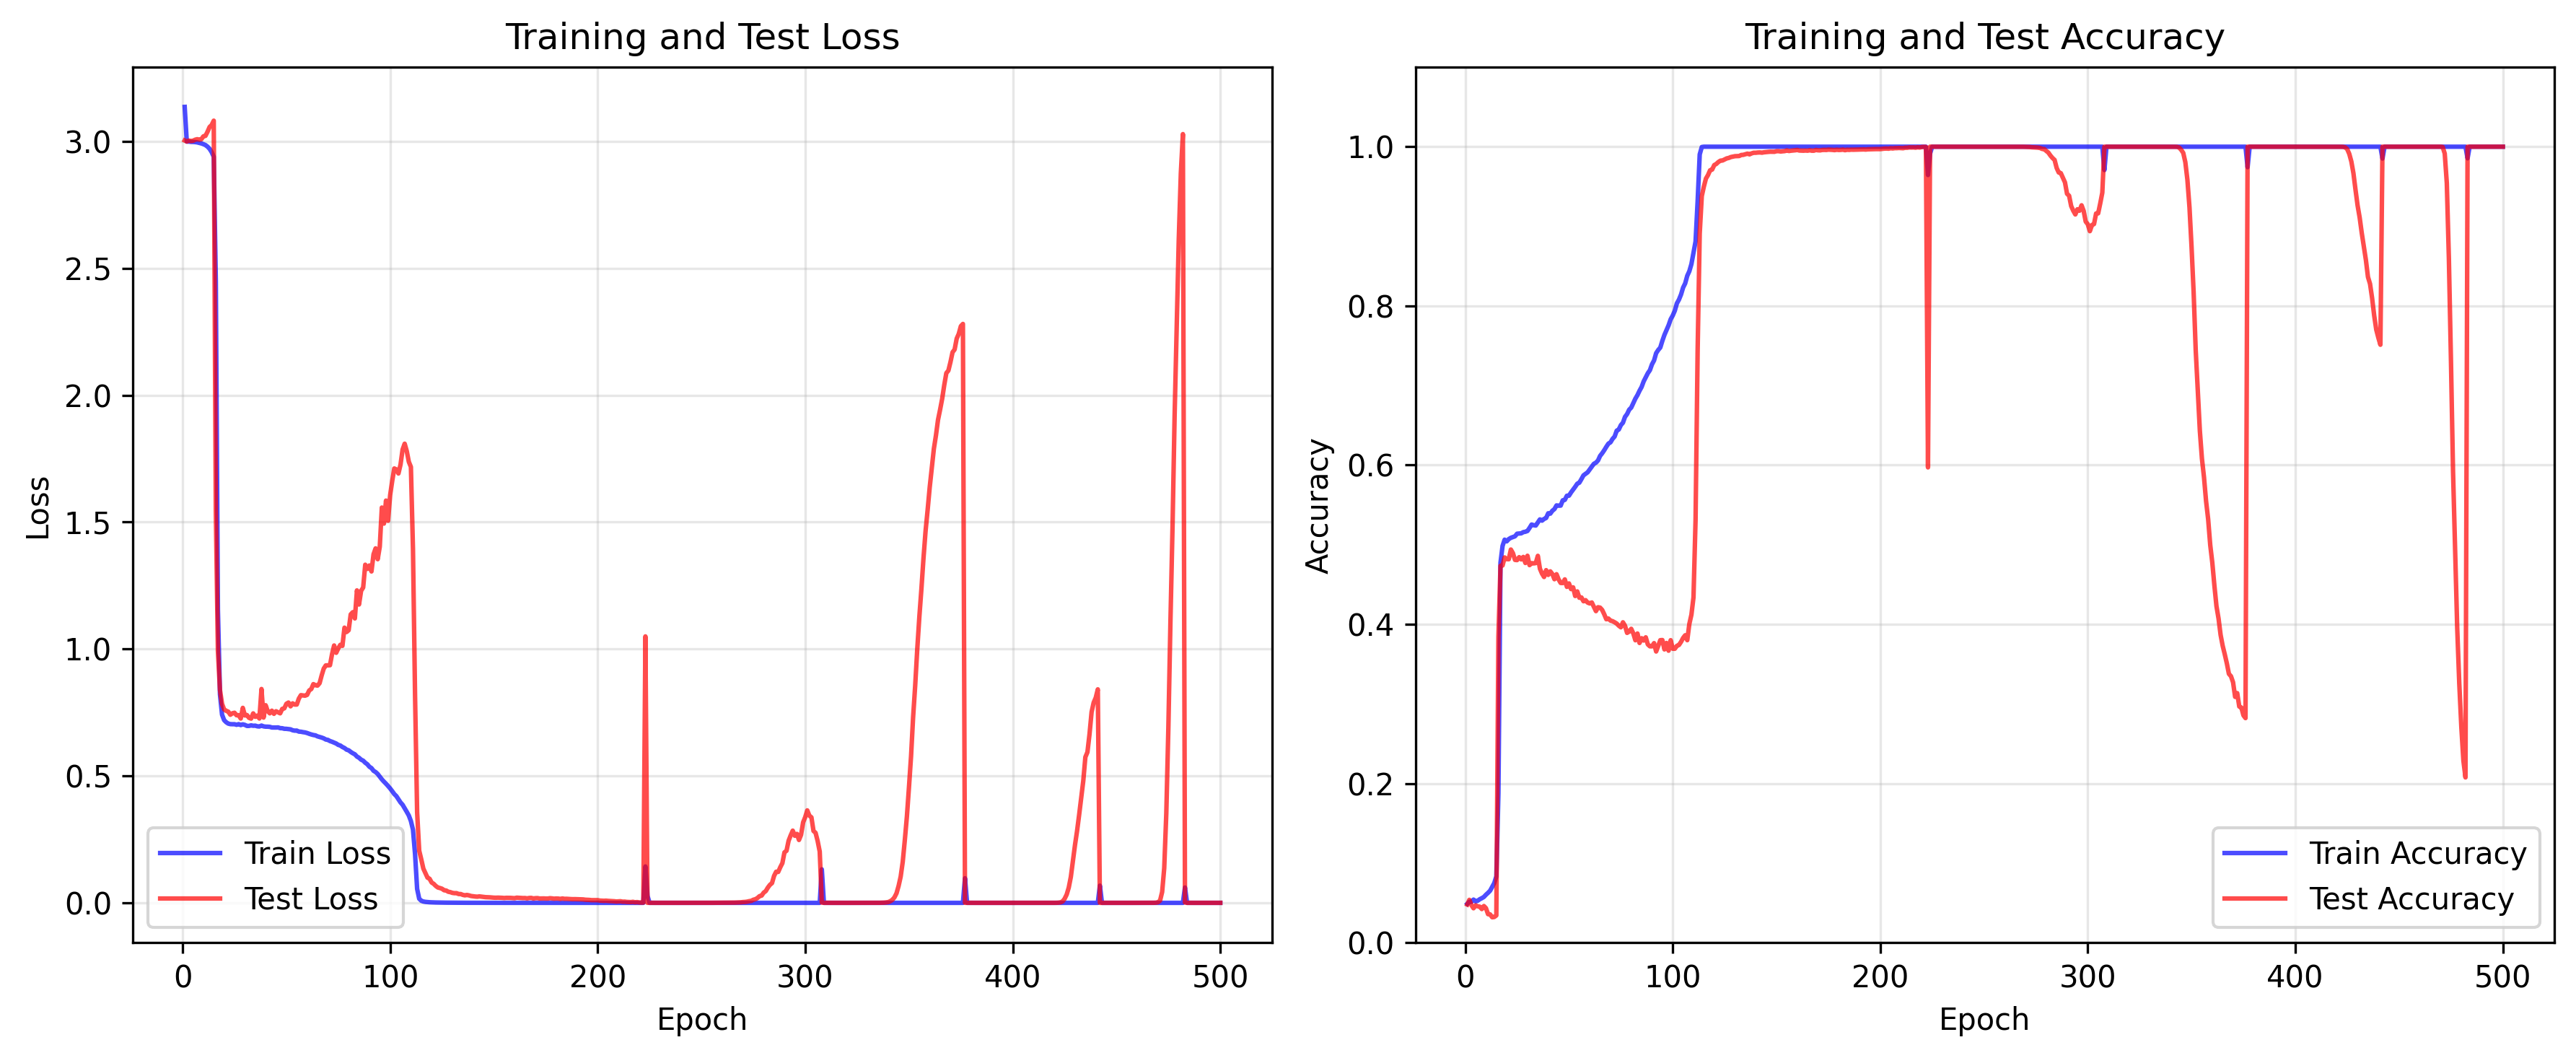 Training and Test Loss
Loss
3.0
2.5
2.0
1.5
1.0
0.5
0.0
Train Loss
Test Loss
0 100 200 300 400 500
Epoch
Training and Test Accuracy
Accuracy
1.0
0.8
0.6
0.4
0.2
0.0
Train Accuracy
Test Accuracy
0 100 200 300 400 500
Epoch